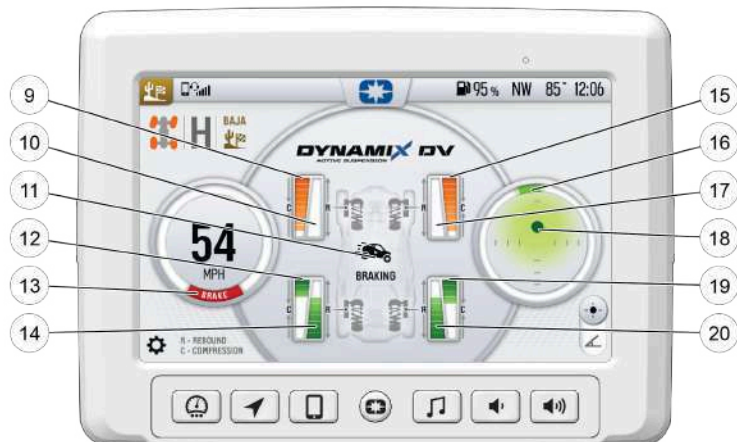 95 % NW 85° 12:06
H
BAJA
DYNAMIX DV
ACTIVE SUSPENSION
C R R C
54
MPH
BRAKE
BRAKING
C R R C
R - REBOUND
C - COMPRESSION
9
10
11
12
13
14
15
16
17
18
19
20